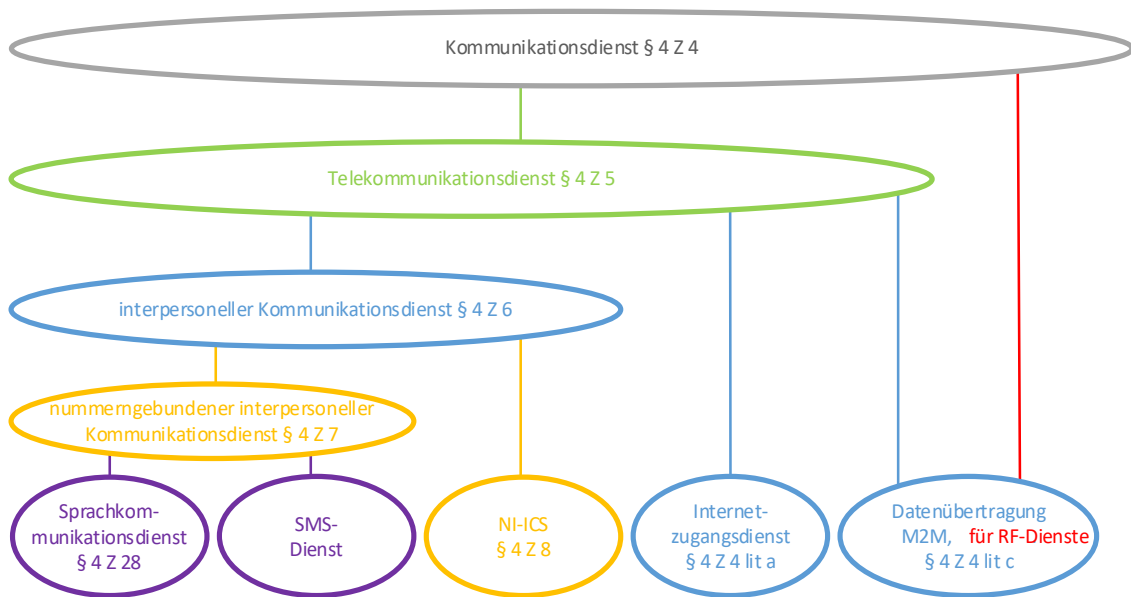 Kommunikationsdienst § 4 Z 4
Telekommunikationsdienst § 4 Z 5
interpersoneller Kommunikationsdienst § 4 Z 6
nummerngebundener interpersoneller
Kommunikationsdienst § 4 Z 7
Sprachkom-
munikationsdienst
§ 4 Z 28
SMS-
Dienst
NI-ICS
§ 4 Z 8
Internet-
zugangsdienst
§ 4 Z 4 lit a
Datenübertragung
M2M, für RF-Dienste
§ 4 Z 4 lit c